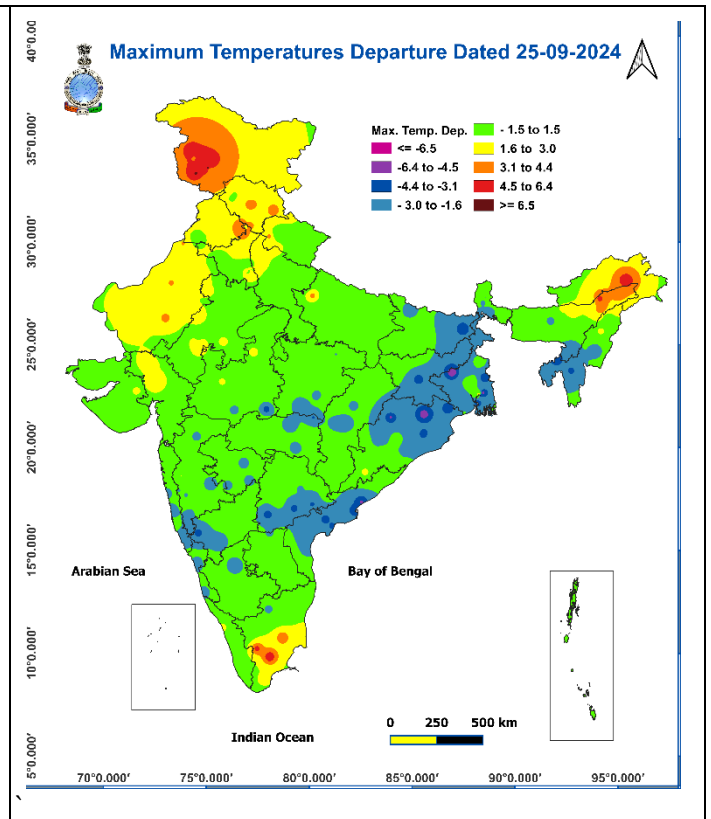 Maximum Temperatures Departure Dated 25-09-2024
Max. Temp. Dep.
<= -6.5
-6.4 to -4.5
-4.4 to -3.1
- 3.0 to -1.6
- 1.5 to 1.5
1.6 to 3.0
3.1 to 4.4
4.5 to 6.4
>= 6.5
40°0.00
35°0.000'
30°0.000'
25°0.000'
20°0.000'
15°0.000'
10°0.000'
5°0.000'
Arabian Sea
Bay of Bengal
Indian Ocean
0 250 500 km
70°0.000' 75°0.000' 80°0.000' 85°0.000' 90°0.000' 95°0.000'
`